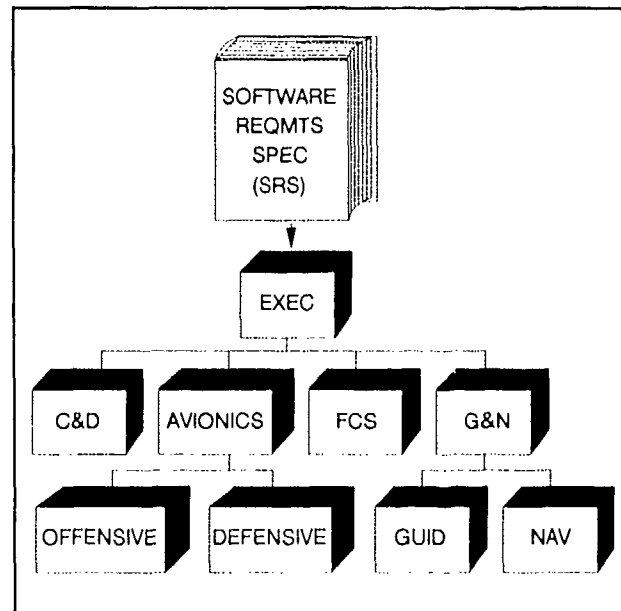 SOFTWARE
REQMTS
SPEC
(SRS)
EXEC
C&D
AVIONICS
FCS
G&N
OFFENSIVE
DEFENSIVE
GUID
NAV